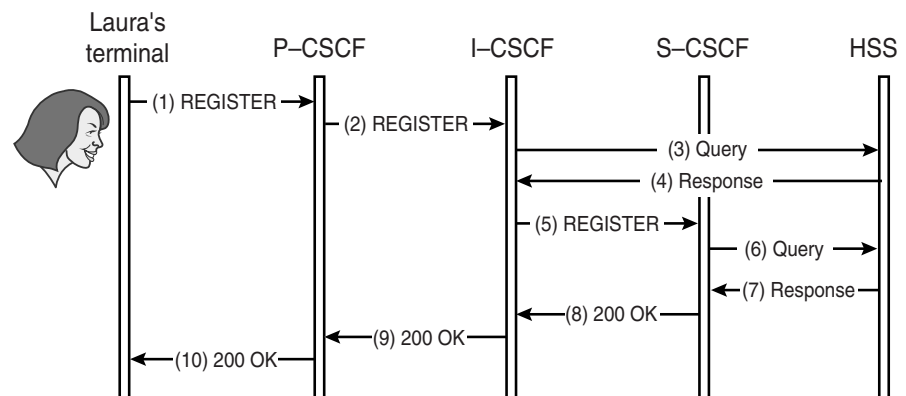 Laura's
terminal
P–CSCF
I–CSCF
S–CSCF
HSS
(1) REGISTER
(2) REGISTER
(3) Query
(4) Response
(5) REGISTER
(6) Query
(7) Response
(8) 200 OK
(9) 200 OK
(10) 200 OK